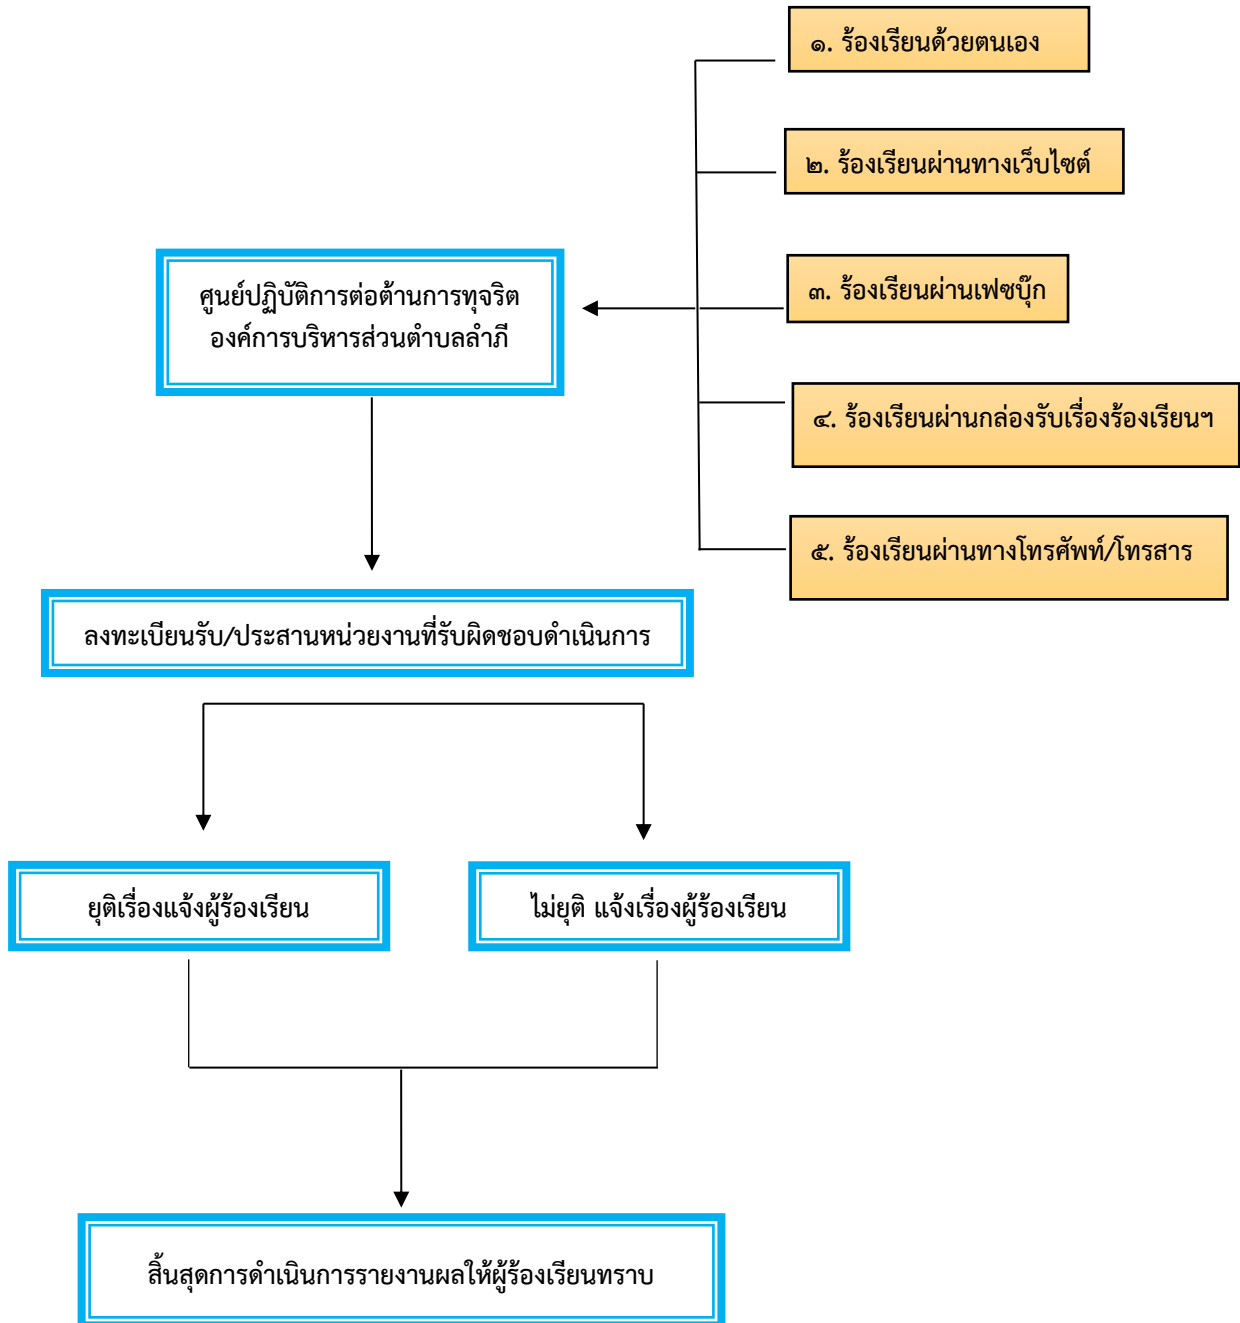 ๑. ร้องเรียนด้วยตนเอง
๒. ร้องเรียนผ่านทางเว็บไซต์
๓. ร้องเรียนผ่านเฟซบุ๊ก
๔. ร้องเรียนผ่านกล่องรับเรื่องร้องเรียนฯ
๕. ร้องเรียนผ่านทางโทรศัพท์/โทรสาร
ศูนย์ปฏิบัติการต่อต้านการทุจริต
องค์การบริหารส่วนตำบลลำภี
ลงทะเบียนรับ/ประสานหน่วยงานที่รับผิดชอบดำเนินการ
ยุติเรื่องแจ้งผู้ร้องเรียน
ไม่ยุติ แจ้งเรื่องผู้ร้องเรียน
สิ้นสุดการดำเนินการรายงานผลให้ผู้ร้องเรียนทราบ